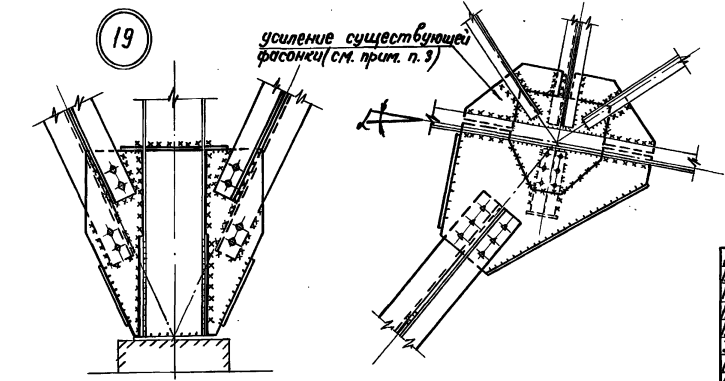 19
усиление существующей
фасонки (см. прим. п. 3)
α